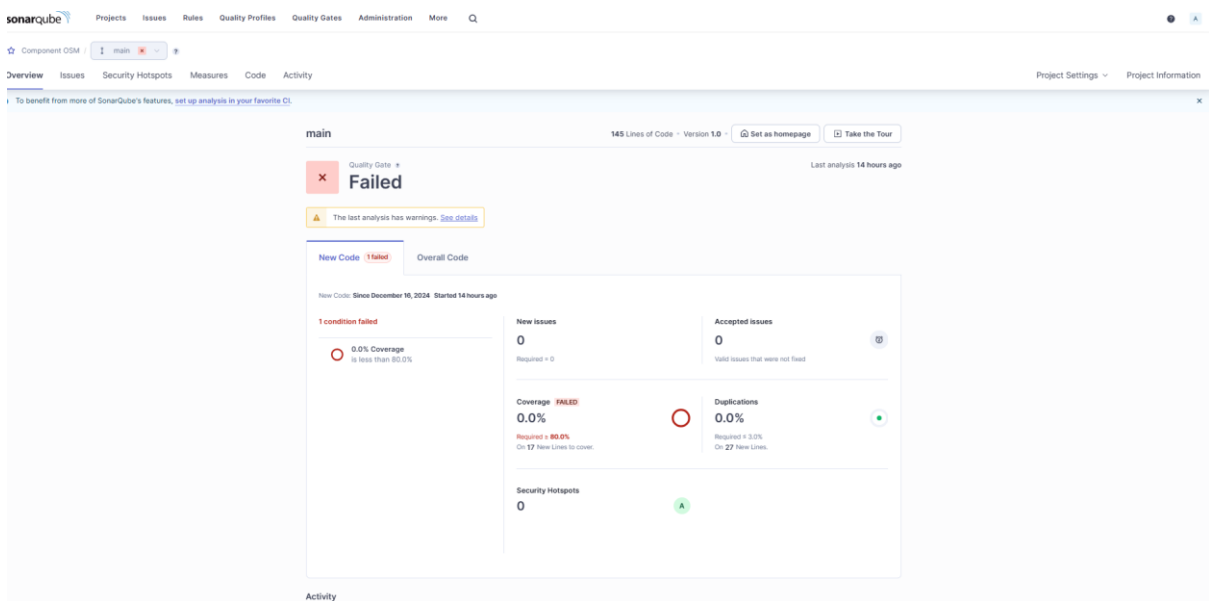 sonarqube Projects Issues Rules Quality Profiles Quality Gates Administration More A
Component OSM / main
Overview Issues Security Hotspots Measures Code Activity Project Settings Project Information
To benefit from more of SonarQube's features, set up analysis in your favorite CI.
main 145 Lines of Code · Version 1.0 · Set as homepage Take the Tour
Quality Gate Last analysis 14 hours ago
Failed
The last analysis has warnings. See details
New Code 1 failed Overall Code
New Code: Since December 16, 2024 Started 14 hours ago
1 condition failed
0.0% Coverage
is less than 80.0%
New issues
0
Required = 0
Accepted issues
0
Valid issues that were not fixed
Coverage FAILED
0.0%
Required ≥ 80.0%
On 17 New Lines to cover.
Duplications
0.0%
Required ≤ 3.0%
On 27 New Lines.
Security Hotspots
0
A
Activity